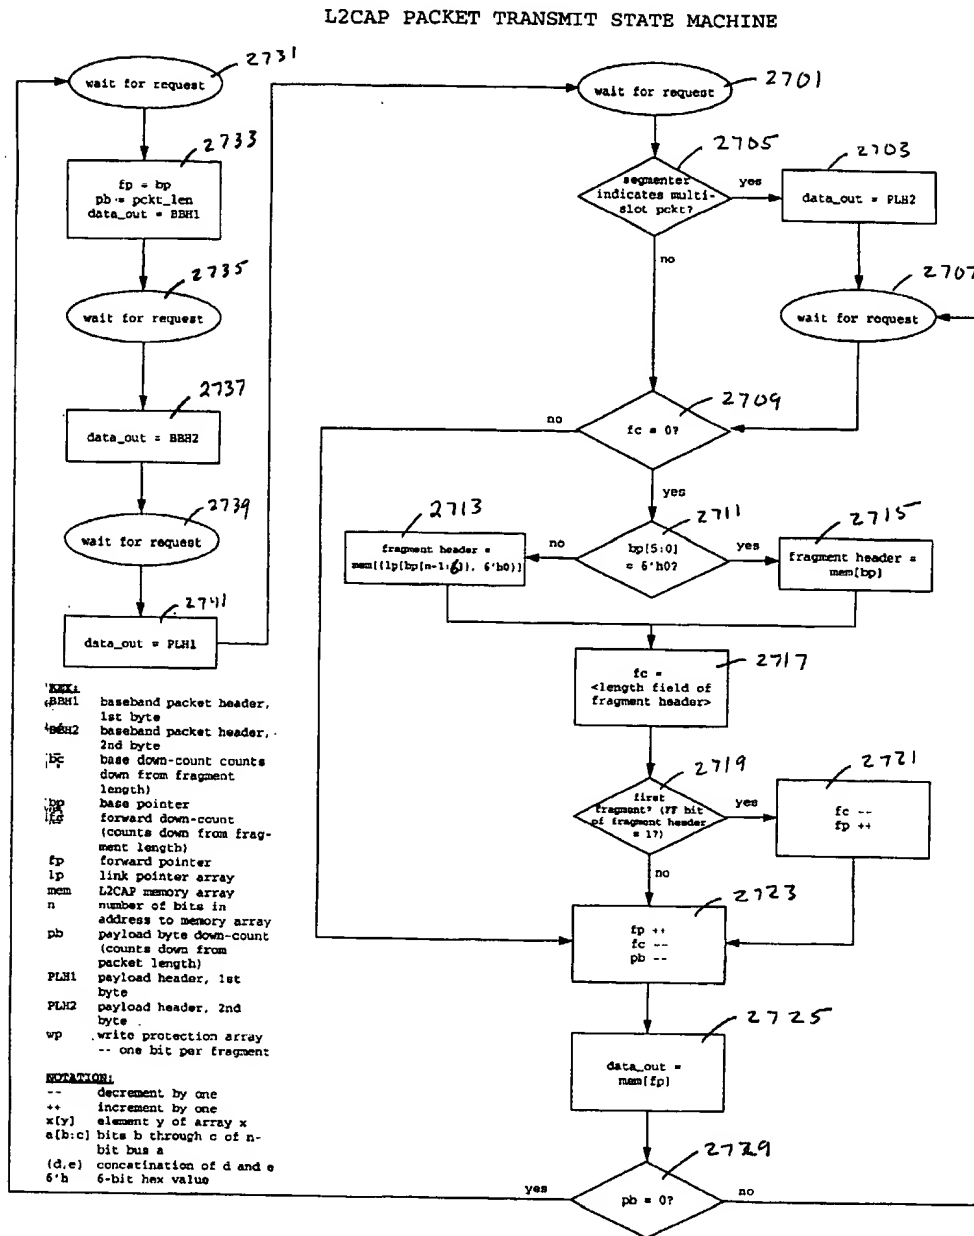 L2CAP PACKET TRANSMIT STATE MACHINE
2731
wait for request
2733
fp = bp
pb = pckt_len
data_out = BBH1
2735
wait for request
2737
data_out = BBH2
2739
wait for request
2741
data_out = PLH1
2701
wait for request
2705
segmenter
indicates multi-
slot pckt?
yes
no
2703
data_out = PLH2
2707
wait for request
2709
fc = 0?
no
yes
2711
bp[5:0]
= 6'h0?
no
yes
2713
fragment header =
mem[(lp[bp[n-1:6]), 6'h0)]
2715
fragment header =
mem[bp]
2717
fc =
<length field of
fragment header>
2719
first
fragment? (FF bit
of fragment header
= 1?)
yes
no
2721
fc --
fp ++
2723
fp ++
fc --
pb --
2725
data_out =
mem[fp]
2729
pb = 0?
yes
no
KEY:
BBH1 baseband packet header,
1st byte
BBH2 baseband packet header,
2nd byte
bc base down-count counts
down from fragment
length)
bp base pointer
fc forward down-count
(counts down from frag-
ment length)
fp forward pointer
lp link pointer array
mem L2CAP memory array
n number of bits in
address to memory array
pb payload byte down-count
(counts down from
packet length)
PLH1 payload header, 1st
byte
PLH2 payload header, 2nd
byte
wp write protection array
-- one bit per fragment
NOTATION:
-- decrement by one
++ increment by one
x[y] element y of array x
a[b:c] bits b through c of n-
bit bus a
(d,e) concatination of d and e
6'h 6-bit hex value